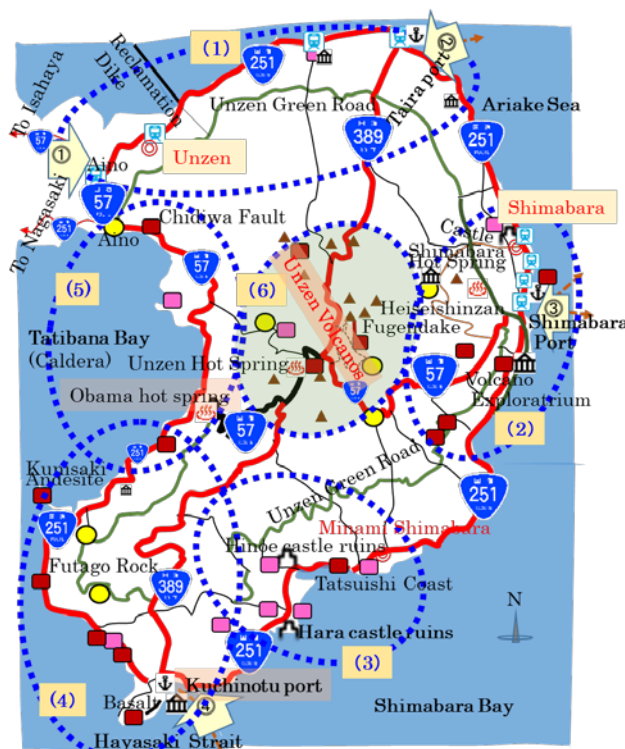 (1)
251
②
Reclamation
Dike
To Isahaya
Unzen Green Road
Taira port
Ariake Sea
57
①
Aino
Unzen
389
251
57
To Nagasaki
251
Aino
Chidiwa Fault
Castle
Shimabara
Shimabara
Hot Spring
(5)
57
(6)
Unzen Volcanos
Heiseishinzan
③
Tatibana Bay
(Caldera)
Fugendake
Shimabara
Port
Unzen Hot Spring
57
57
Volcano
Exploratrium
Obama hot spring
(2)
57
251
Kunisaki
Andesite
Unzen Green Road
251
251
Minami Shimabara
Hinoe castle ruins
Futago Rock
389
Tatsuishi Coast
N
Hara castle ruins
251
(3)
Kuchinotu port
(4)
Basalt
④
Shimabara Bay
Hayasaki Strait